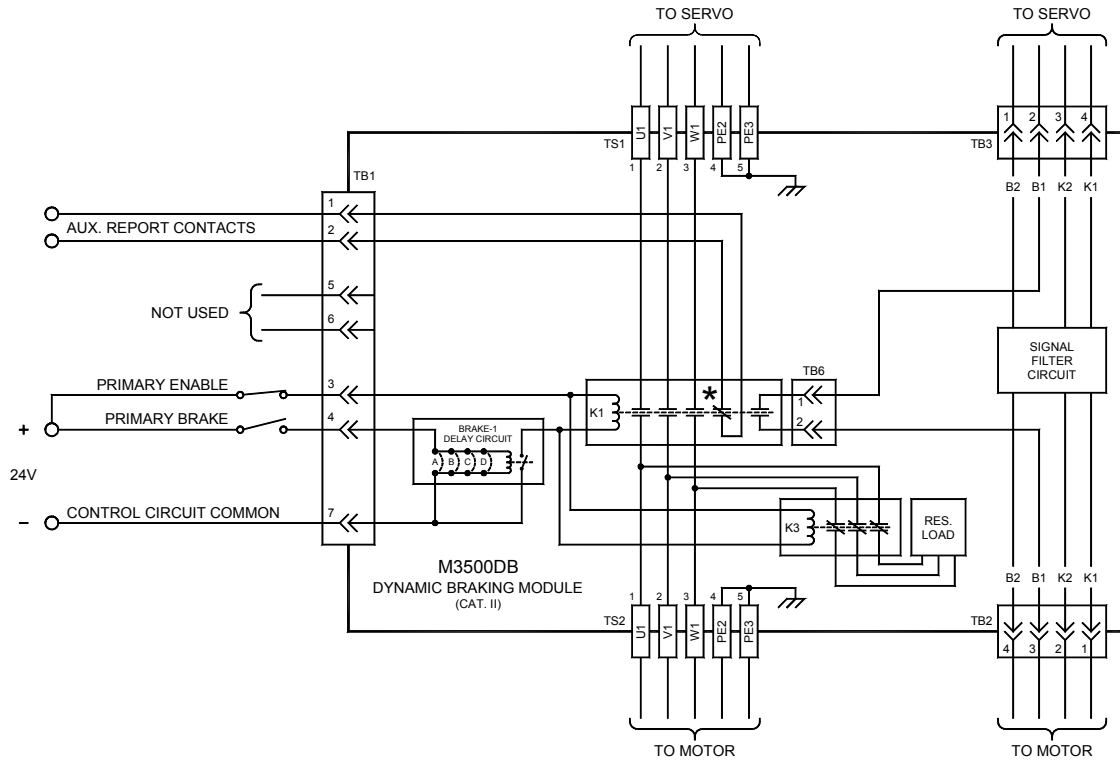 TO SERVO
TO SERVO
U1
V1
W1
PE2
PE3
1
2
3
4
TS1
TB3
1
2
3
4
5
TB1
B2
B1
K2
K1
1
AUX. REPORT CONTACTS
2
5
NOT USED
6
SIGNAL
FILTER
CIRCUIT
TB6
PRIMARY ENABLE
3
*
1
K1
+
PRIMARY BRAKE
4
2
BRAKE-1
DELAY CIRCUIT
A
B
C
D
24V
–
CONTROL CIRCUIT COMMON
7
K3
RES.
LOAD
M3500DB
DYNAMIC BRAKING MODULE
(CAT. II)
B2
B1
K2
K1
1
2
3
4
5
TS2
U1
V1
W1
PE2
PE3
TB2
4
3
2
1
TO MOTOR
TO MOTOR